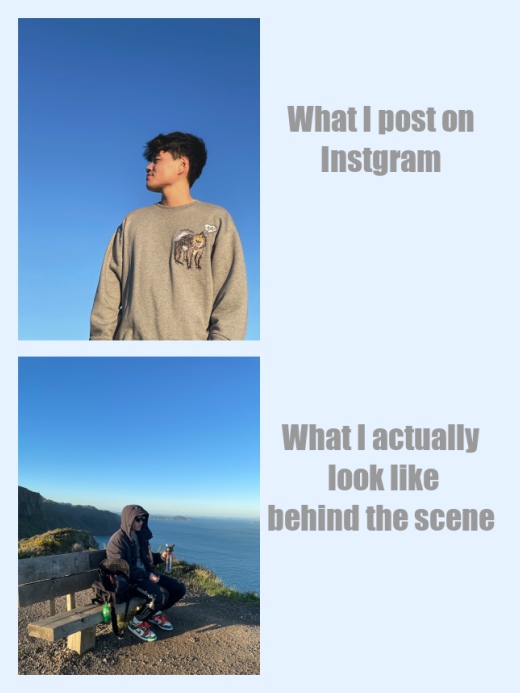 What I post on
Instgram
What I actually
look like
behind the scene